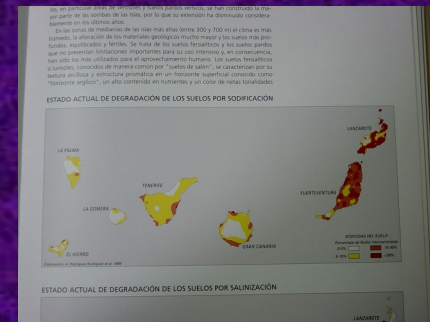 los, en particular áreas de vertisoles y suelos pardos vérticos, se han construido la ma-
yor parte de las sorribas de las islas, por lo que su extensión ha disminuido considera-
blemente en los últimos años.
En las zonas de medianías de las islas más altas (entre 300 y 700 m) el clima es más
húmedo, la alteración de los materiales geológicos mucho mayor y los suelos más pro-
fundos, equilibrados y fértiles. Se trata de los suelos fersialíticos y los suelos pardos
que no presentan limitaciones importantes para su uso intensivo y, en consecuencia,
han sido los más utilizados para el aprovechamiento humano. Los suelos fersialíticos
o luvisoles, conocidos de manera común por "suelos de salón", se caracterizan por su
textura arcillosa y estructura prismática en un horizonte superficial conocido como
"horizonte argílico", un alto contenido en nutrientes y un color de netas tonalidades
ESTADO ACTUAL DE DEGRADACIÓN DE LOS SUELOS POR SODIFICACIÓN
LANZAROTE
LA PALMA
TENERIFE
FUERTEVENTURA
LA GOMERA
GRAN CANARIA
EL HIERRO
SODICIDAD DEL SUELO
Porcentaje de Sodio intercambiable
ESTADO ACTUAL DE DEGRADACIÓN DE LOS SUELOS POR SALINIZACIÓN
LANZAROTE